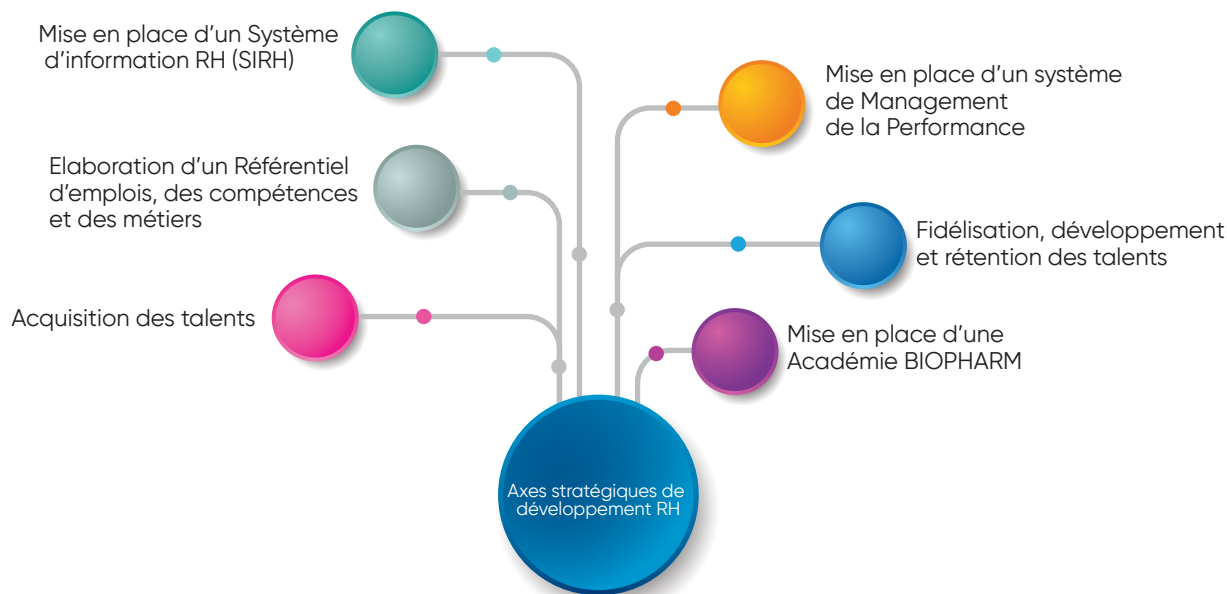 Mise en place d’un Système
d’information RH (SIRH)
Elaboration d’un Référentiel
d’emplois, des compétences
et des métiers
Acquisition des talents
Mise en place d’un système
de Management
de la Performance
Fidélisation, développement
et rétention des talents
Mise en place d’une
Académie BIOPHARM
Axes stratégiques de
développement RH